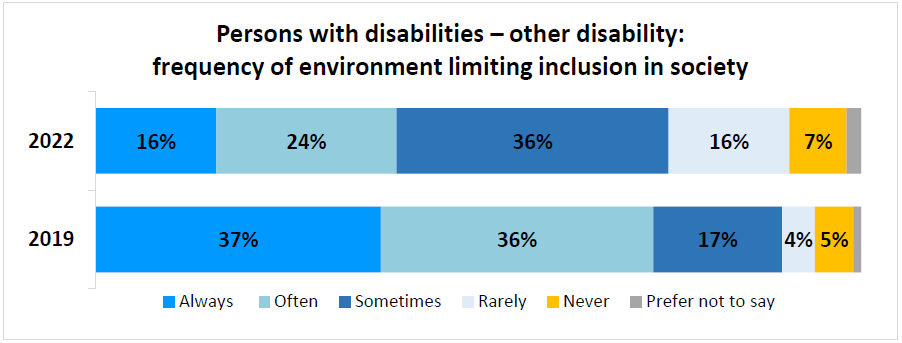 Persons with disabilities – other disability:
frequency of environment limiting inclusion in society
2022 16% 24% 36% 16% 7%
2019 37% 36% 17% 4% 5%
Always Often Sometimes Rarely Never Prefer not to say